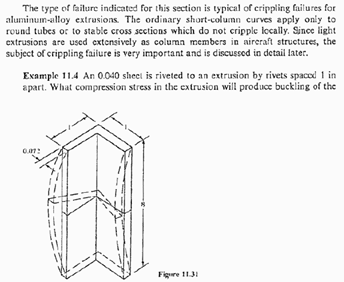 The type of failure indicated for this section is typical of crippling failures for
aluminum-alloy extrusions. The ordinary short-column curves apply only to
round tubes or to stable cross sections which do not cripple locally. Since light
extrusions are used extensively as column members in aircraft structures, the
subject of crippling failure is very important and is discussed in detail later.
Example 11.4 An 0.040 sheet is riveted to an extrusion by rivets spaced 1 in
apart. What compression stress in the extrusion will produce buckling of the
1
1
0.072
8
Figure 11.31